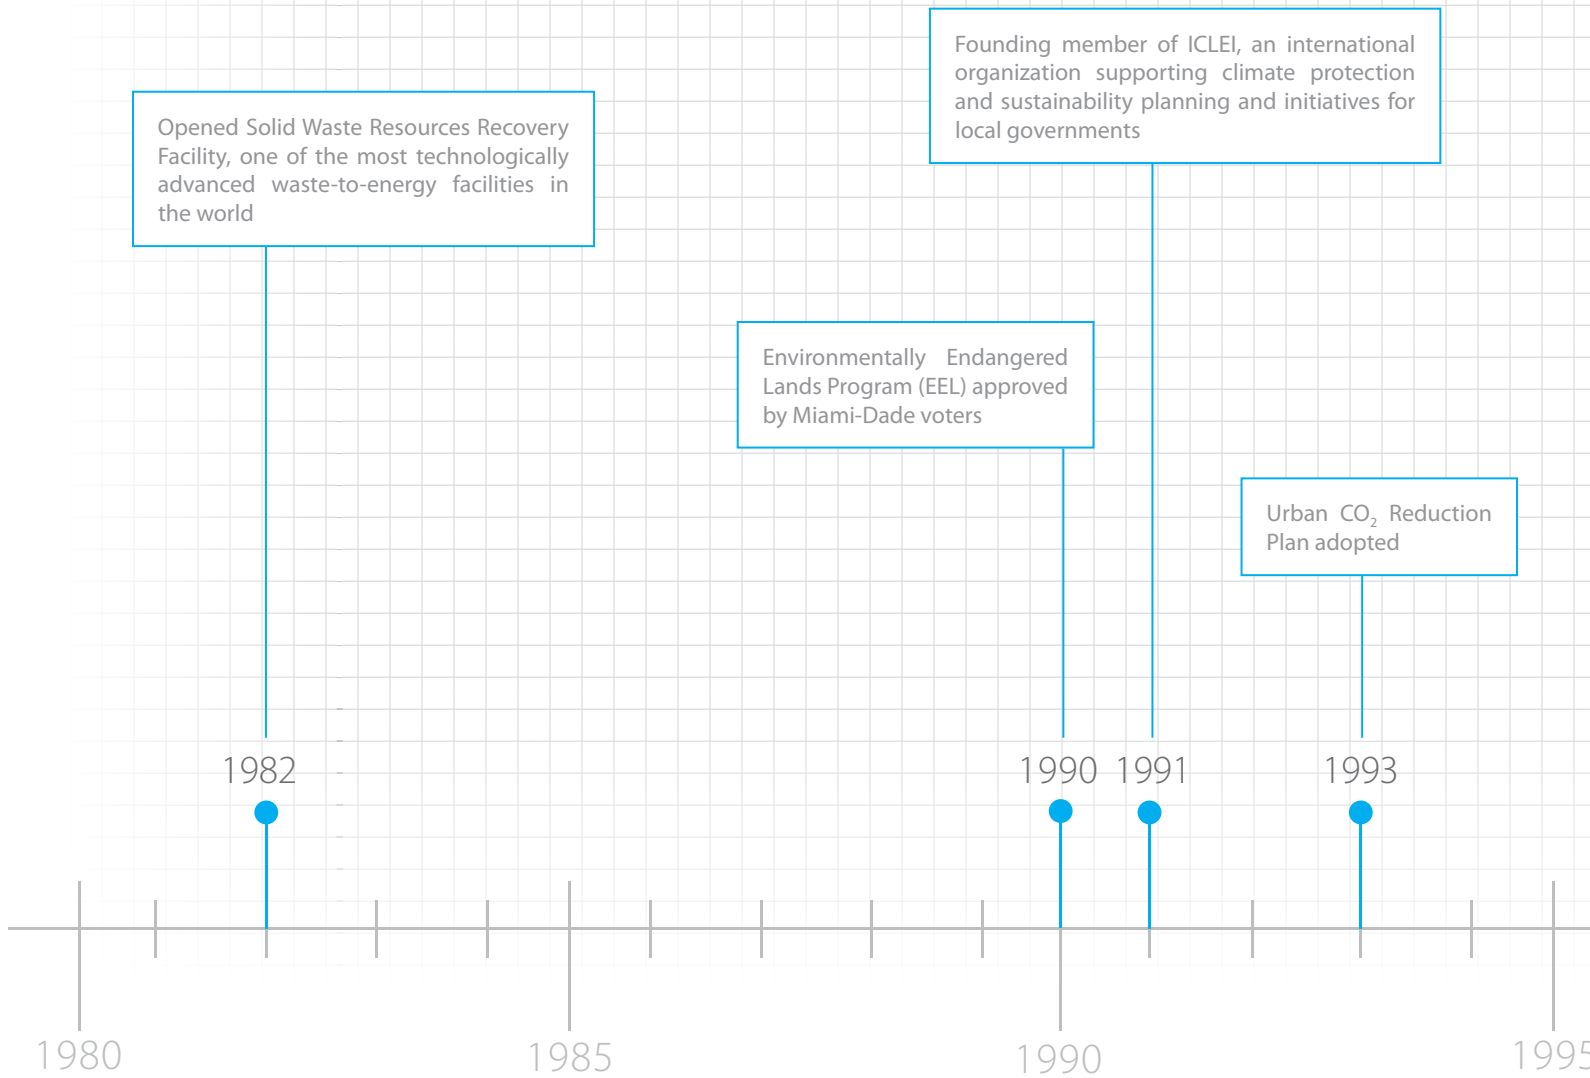 Founding member of ICLEI, an international
organization supporting climate protection
and sustainability planning and initiatives for
local governments
Opened Solid Waste Resources Recovery
Facility, one of the most technologically
advanced waste-to-energy facilities in
the world
Environmentally Endangered
Lands Program (EEL) approved
by Miami-Dade voters
Urban CO₂ Reduction
Plan adopted
1982
1990
1991
1993
1980
1985
1990
1995